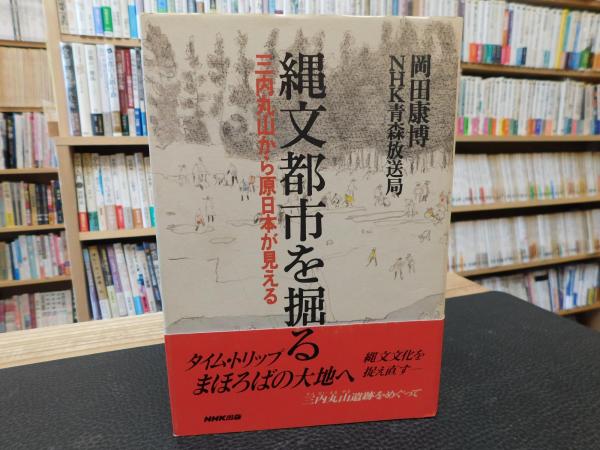 岡田康博
NHK青森放送局
縄文都市を掘る
三内丸山から原日本が見える
タイム・トリップ
まほろばの大地へ
縄文文化を
捉え直す―
三内丸山遺跡をめぐって
NHK出版